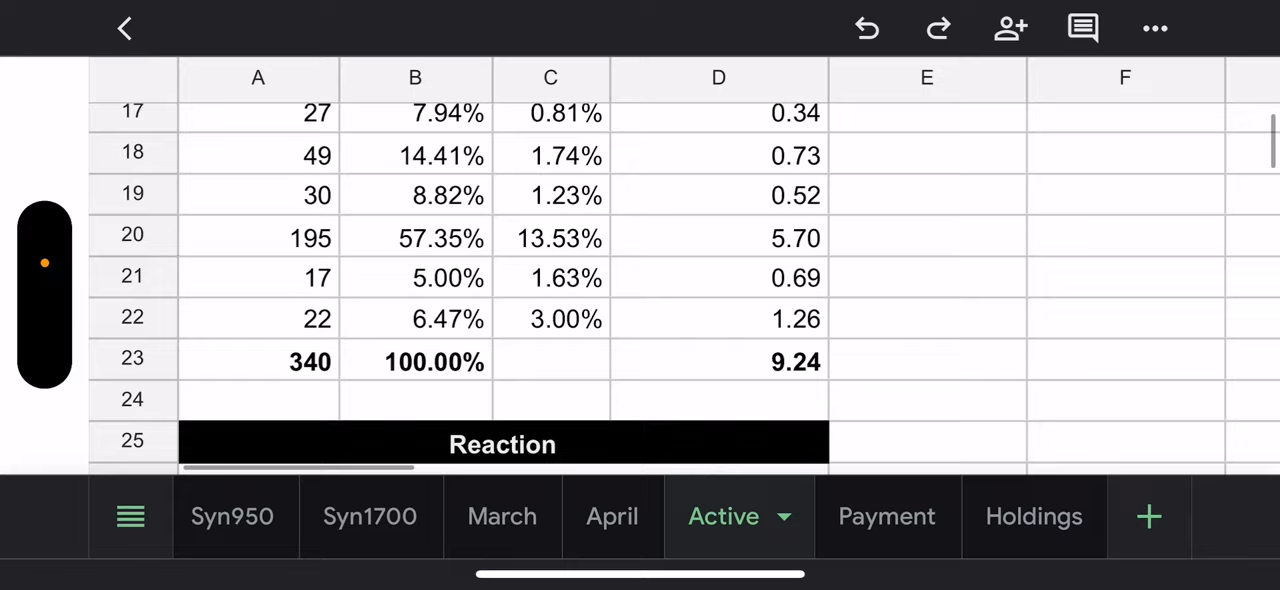 A B C D E F
17 27 7.94% 0.81% 0.34
18 49 14.41% 1.74% 0.73
19 30 8.82% 1.23% 0.52
20 195 57.35% 13.53% 5.70
21 17 5.00% 1.63% 0.69
22 22 6.47% 3.00% 1.26
23 340 100.00% 9.24
24
25 Reaction
Syn950 Syn1700 March April Active Payment Holdings